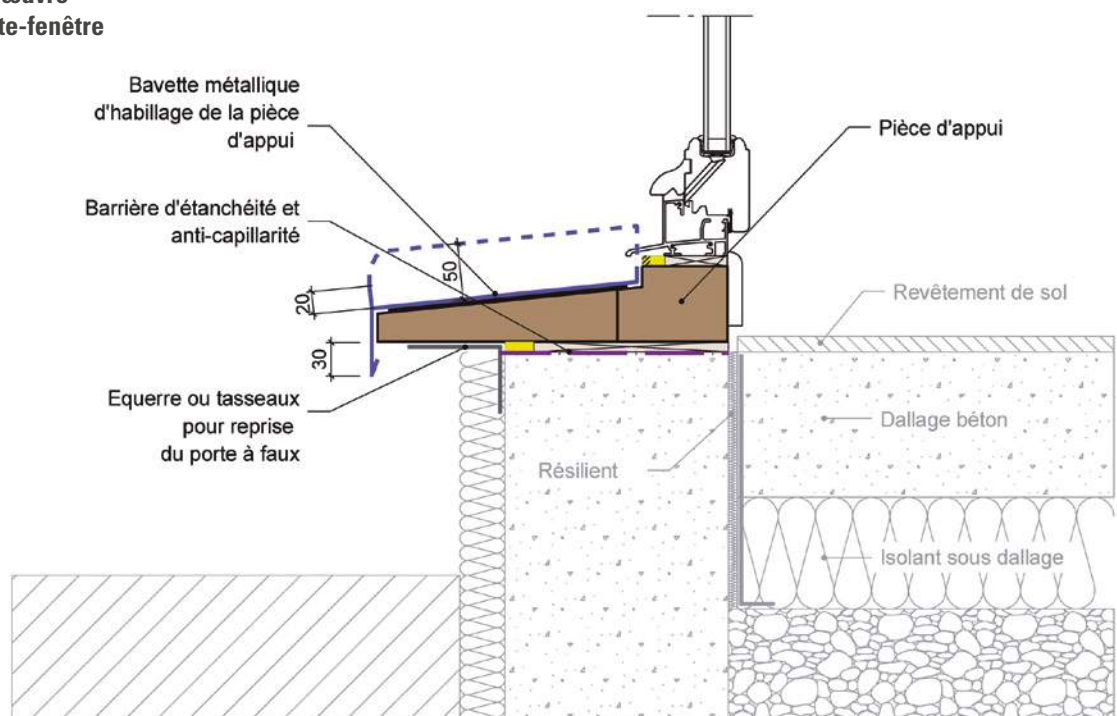 te-fenêtre
Bavette métallique
d'habillage de la pièce
d'appui
Pièce d'appui
Barrière d'étanchéité et
anti-capillarité
50
20
30
Revêtement de sol
Equerre ou tasseaux
pour reprise
du porte à faux
Dallage béton
Résilient
Isolant sous dallage